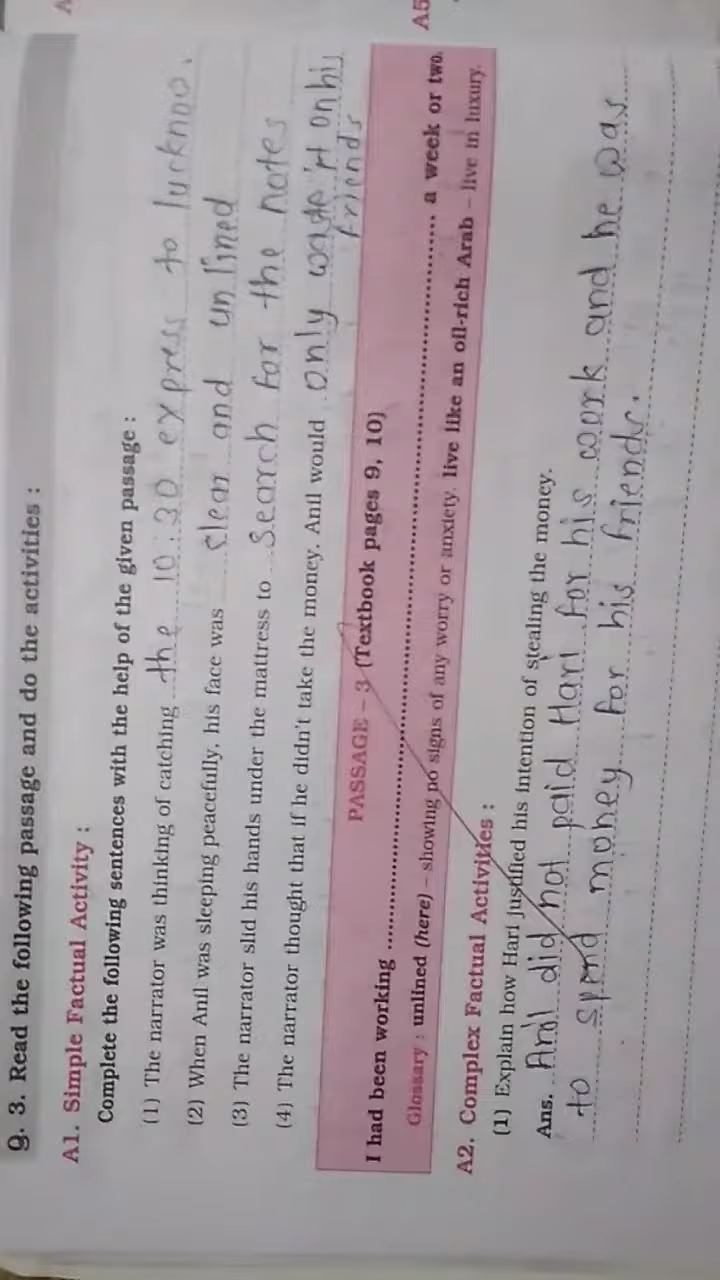 Q. 3. Read the following passage and do the activities :
A1. Simple Factual Activity :
Complete the following sentences with the help of the given passage :
(1) The narrator was thinking of catching the 10:30 express to lucknoo.
(2) When Anil was sleeping peacefully, his face was clear and unlined
(3) The narrator slid his hands under the mattress to search for the notes
(4) The narrator thought that if he didn't take the money, Anil would only waste it on his
friends
PASSAGE – 3 (Textbook pages 9, 10)
I had been working .................... a week or two.
Glossary : unlined (here) – showing no signs of any worry or anxiety. live like an oil-rich Arab – live in luxury.
A2. Complex Factual Activities :
(1) Explain how Hari justified his intention of stealing the money.
Ans. Anil did not paid Hari for his work and he was
to spend money for his friends.
A
A5